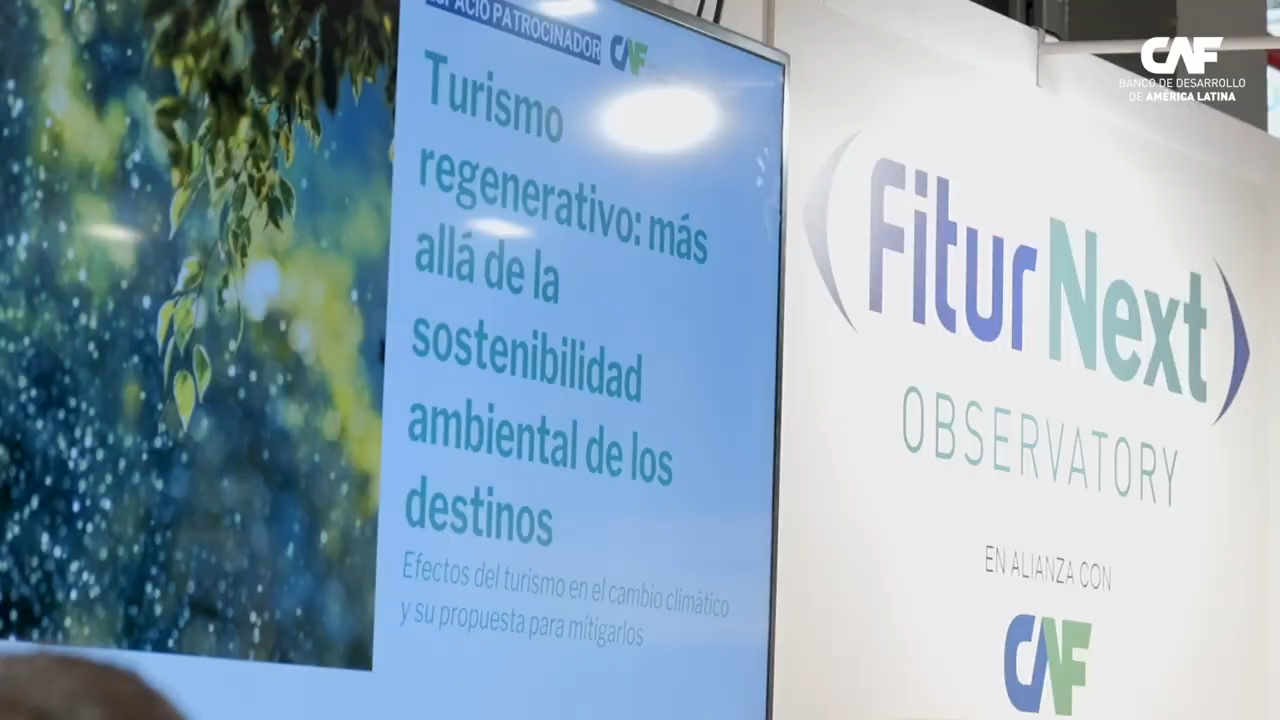 ESPACIO PATROCINADOR CAF
Turismo
regenerativo: más
allá de la
sostenibilidad
ambiental de los
destinos
Efectos del turismo en el cambio climático
y su propuesta para mitigarlos
CAF
BANCO DE DESARROLLO
DE AMÉRICA LATINA
Fitur Next
OBSERVATORY
EN ALIANZA CON
CAF